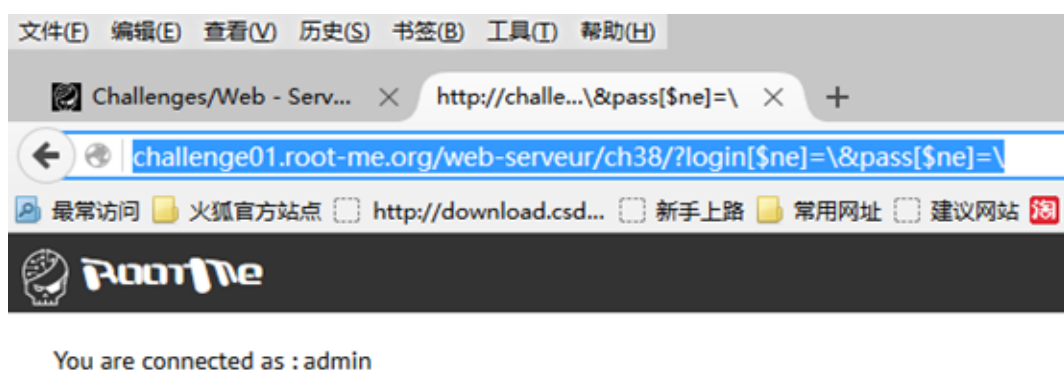 文件(F) 编辑(E) 查看(V) 历史(S) 书签(B) 工具(T) 帮助(H)
Challenges/Web - Serv... × http://challe...\&pass[$ne]=\ × +
challenge01.root-me.org/web-serveur/ch38/?login[$ne]=\&pass[$ne]=\
最常访问 火狐官方站点 http://download.csd... 新手上路 常用网址 建议网站 淘
Root Me
You are connected as : admin